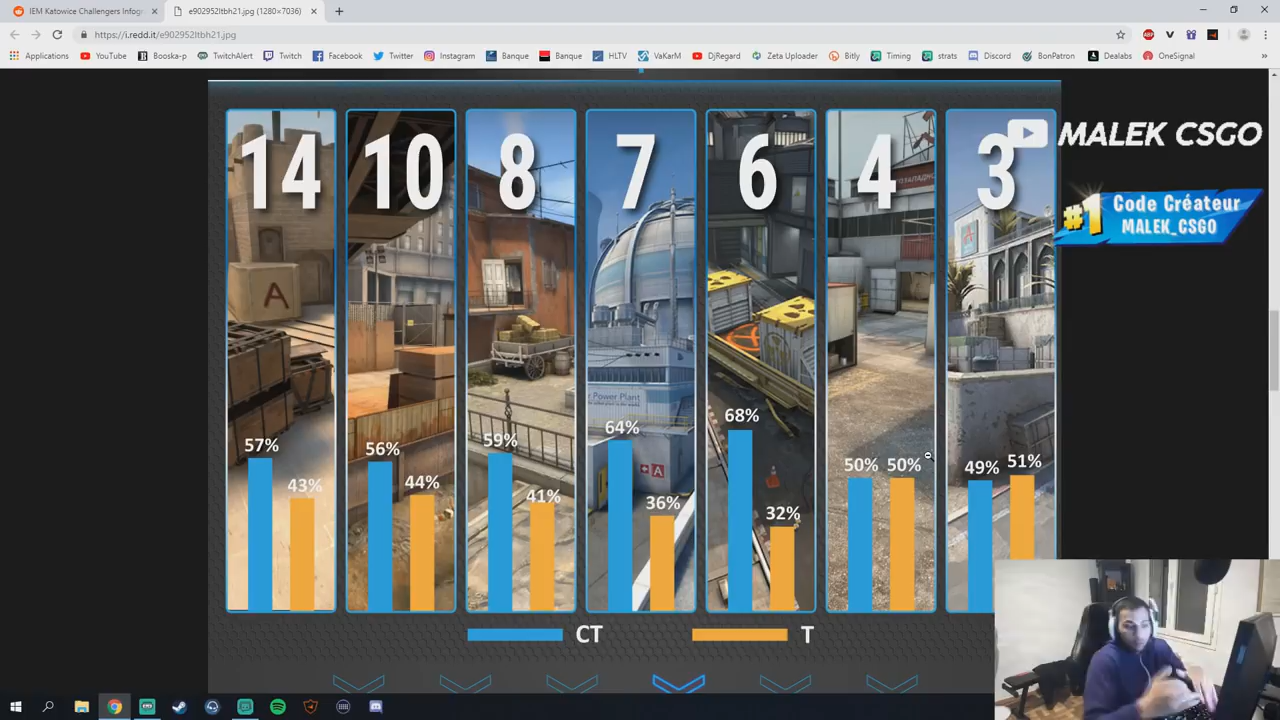 IEM Katowice Challengers Infog
e902952ltbh21.jpg (1280×7036)
https://i.redd.it/e902952ltbh21.jpg
Applications YouTube Booska-p TwitchAlert Twitch Facebook Twitter Instagram Banque HLTV Banque VaKarM DjRegard Zeta Uploader Bitly Timing strats Discord BonPatron Dealabs OneSignal
14 10 8 7 6 4 3
MALEK CSGO
#1 Code Créateur
MALEK_CSGO
A
Power Plant
A
57% 43%
56% 44%
59% 41%
64% 36%
68% 32%
50% 50%
49% 51%
CT T